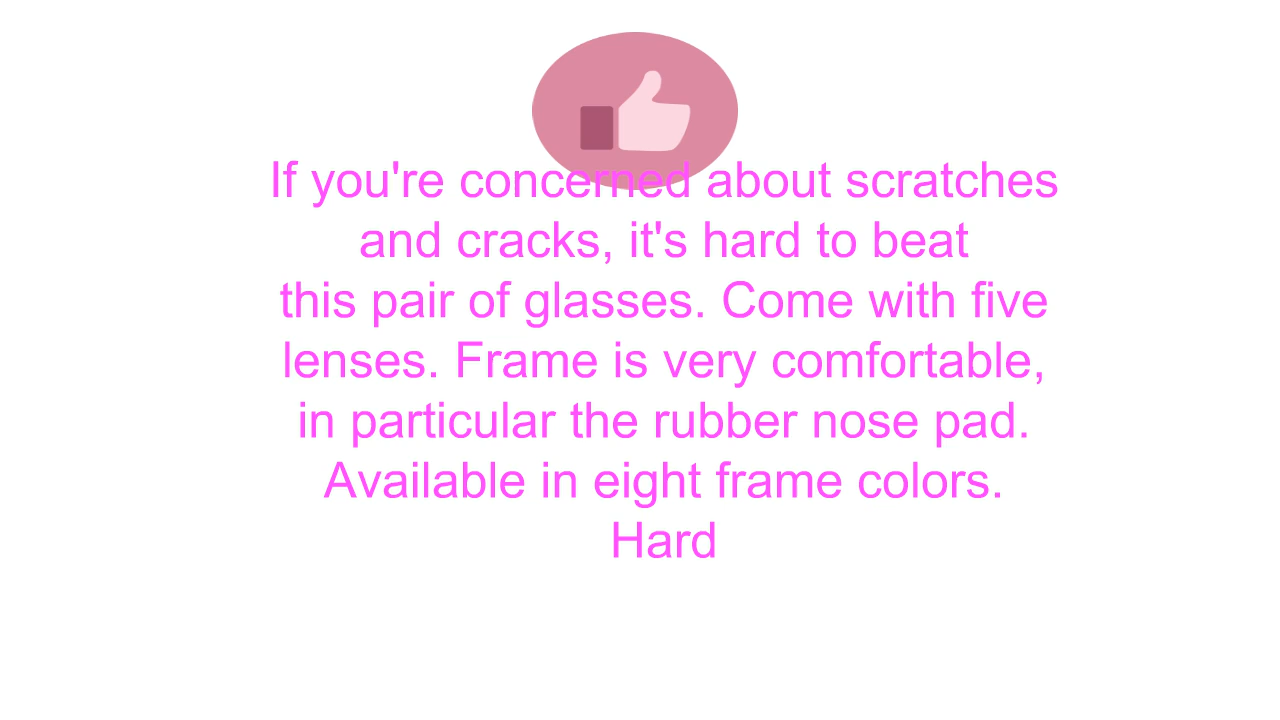 If you're concerned about scratches
and cracks, it's hard to beat
this pair of glasses. Come with five
lenses. Frame is very comfortable,
in particular the rubber nose pad.
Available in eight frame colors.
Hard